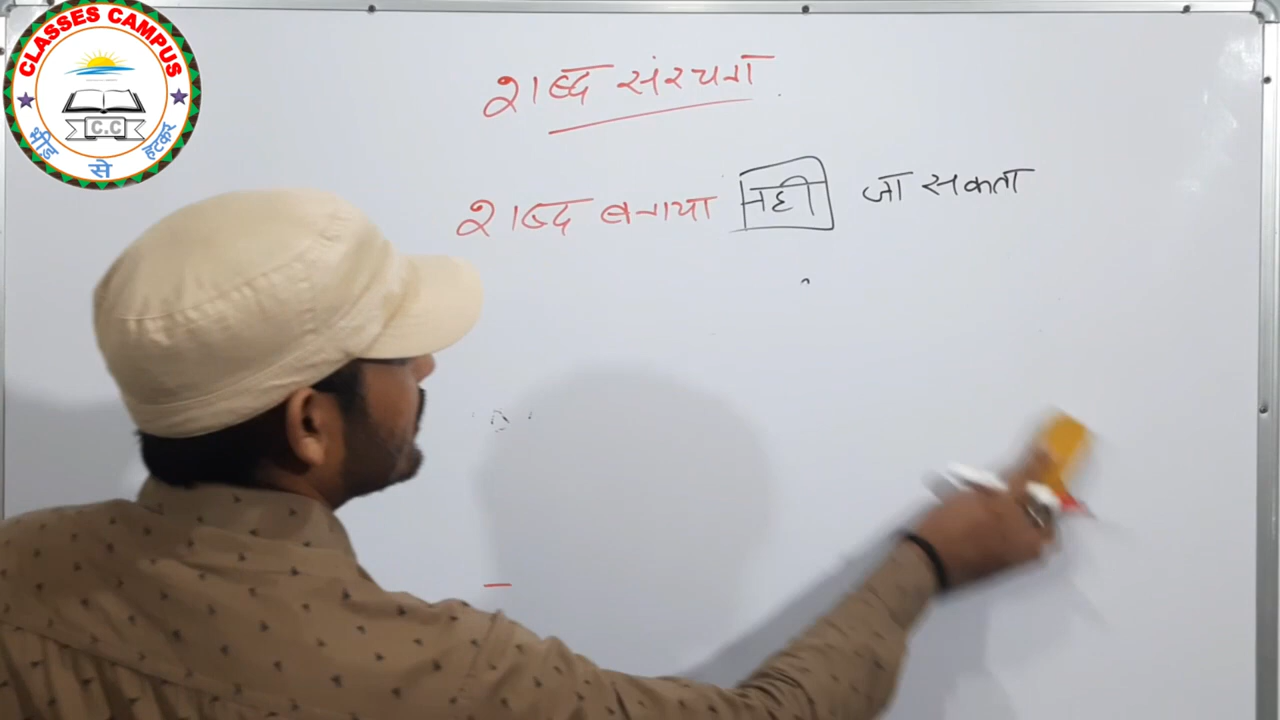 CLASSES CAMPUS
C.C
भीड़ से हटकर
शब्द संरचना
शब्द बनाया नही जा सकता